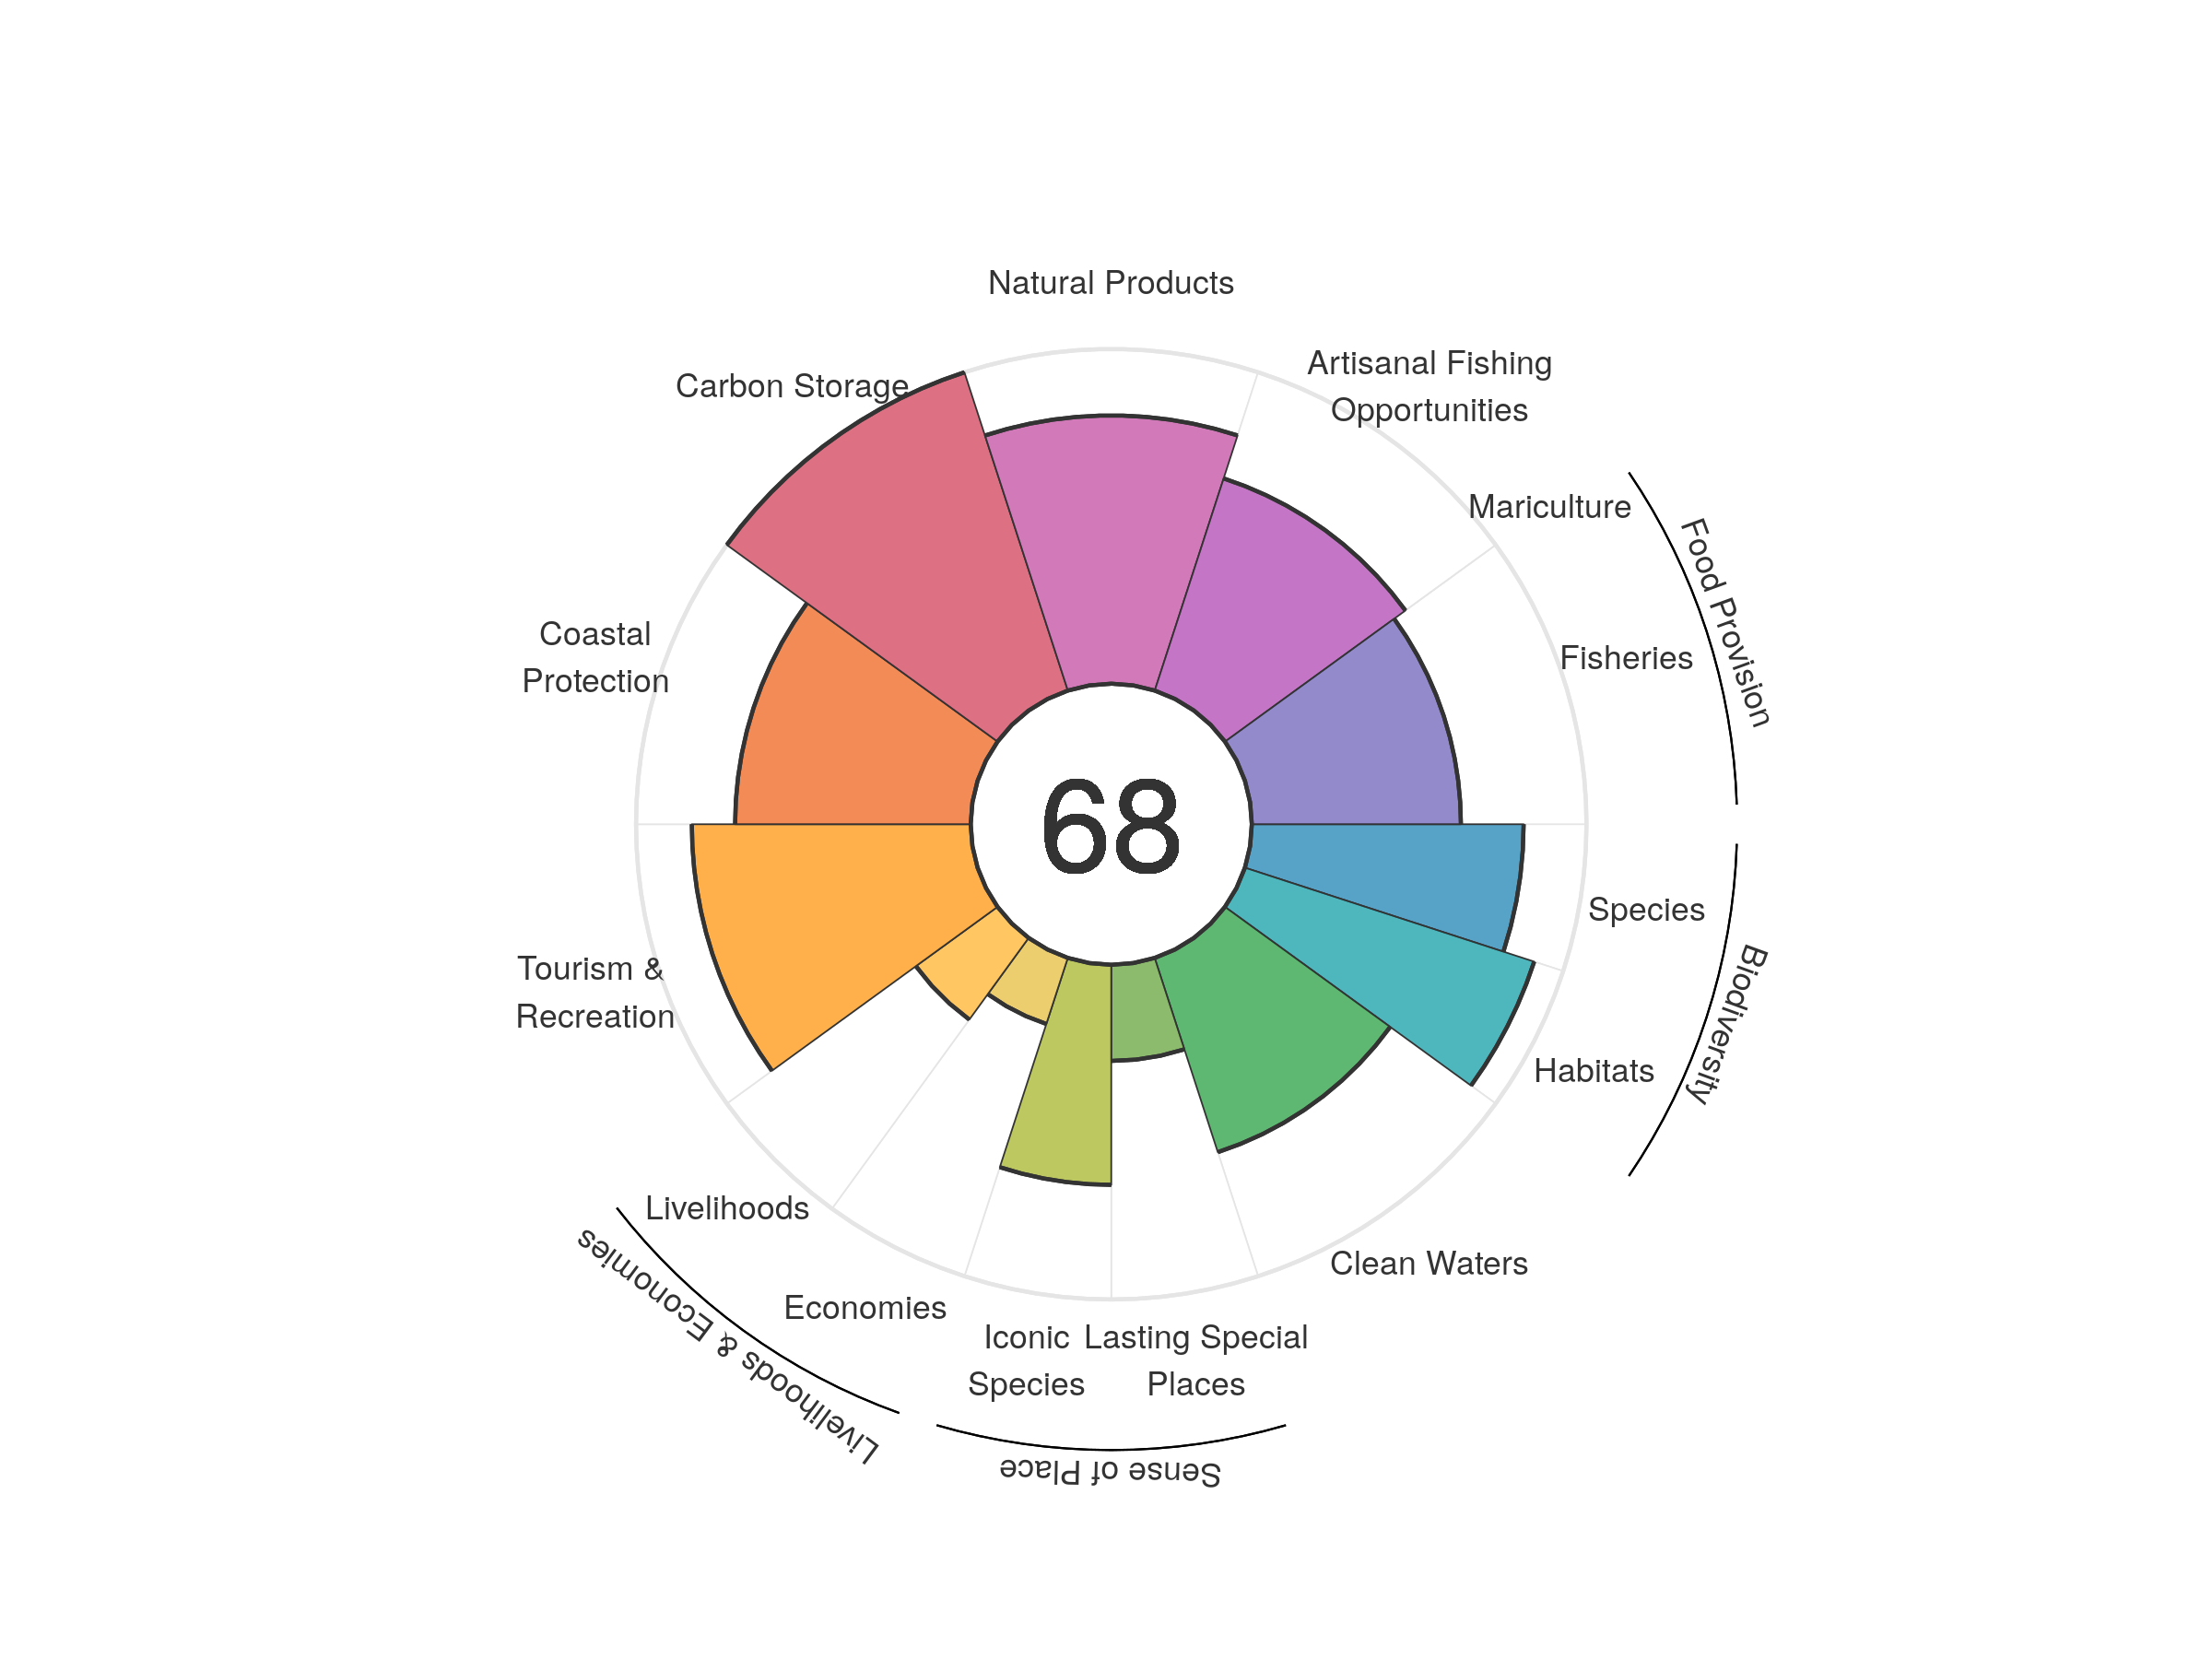 Natural Products
Artisanal Fishing
Opportunities
Carbon Storage
Mariculture
Food Provision
Fisheries
Coastal
Protection
68
Species
Biodiversity
Habitats
Tourism &
Recreation
Livelihoods
Clean Waters
Economies
Livelihoods & Economies
Iconic
Species
Lasting Special
Places
Sense of Place